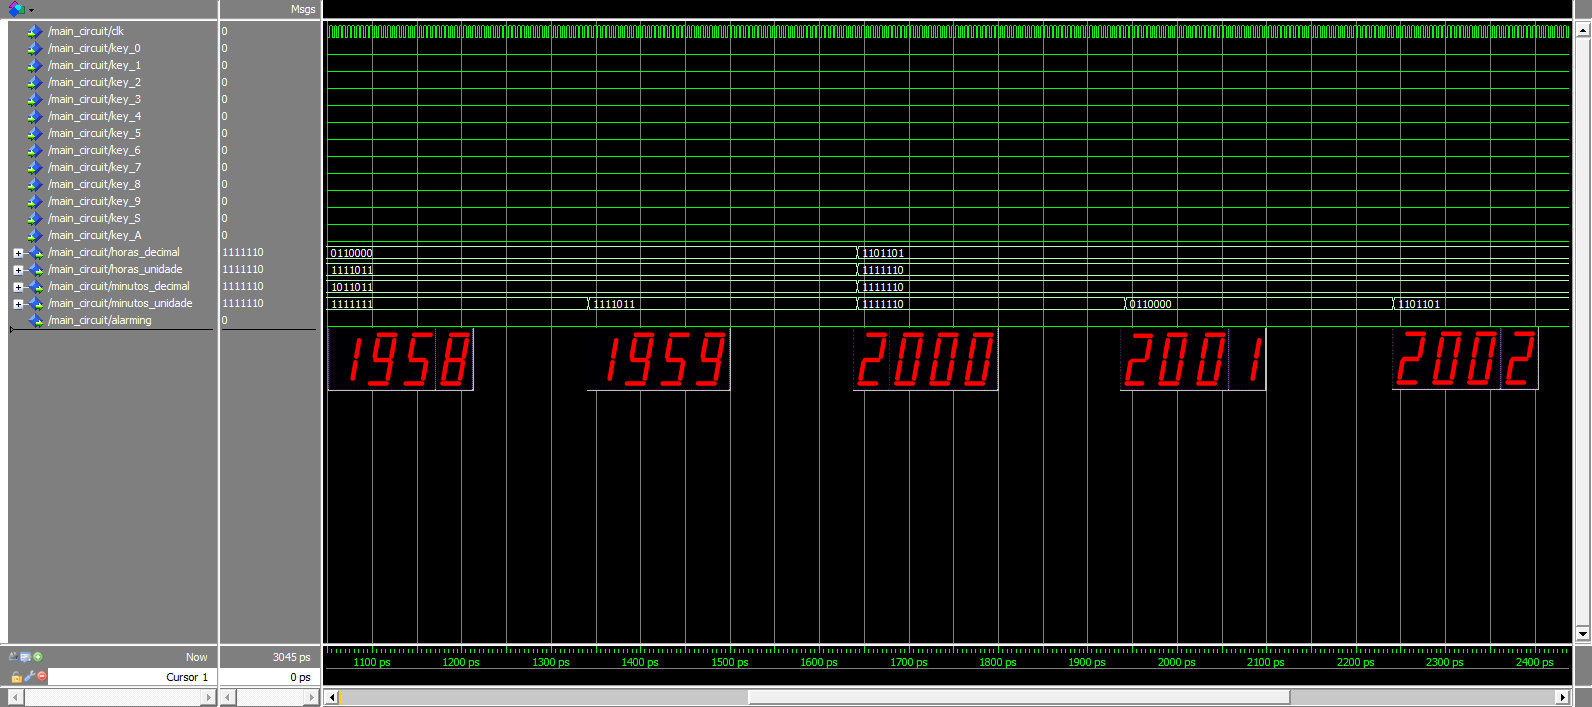 Msgs
/main_circuit/clk 0
/main_circuit/key_0 0
/main_circuit/key_1 0
/main_circuit/key_2 0
/main_circuit/key_3 0
/main_circuit/key_4 0
/main_circuit/key_5 0
/main_circuit/key_6 0
/main_circuit/key_7 0
/main_circuit/key_8 0
/main_circuit/key_9 0
/main_circuit/key_S 0
/main_circuit/key_A 0
/main_circuit/horas_decimal 1111110 0110000 1101101
/main_circuit/horas_unidade 1111110 1111011 1111110
/main_circuit/minutos_decimal 1111110 1011011 1111110
/main_circuit/minutos_unidade 1111110 1111111 1111011 1111110 0110000 1101101
/main_circuit/alarming 0
1958 1959 2000 2001 2002
Now 3045 ps
1100 ps 1200 ps 1300 ps 1400 ps 1500 ps 1600 ps 1700 ps 1800 ps 1900 ps 2000 ps 2100 ps 2200 ps 2300 ps 2400 ps
Cursor 1 0 ps